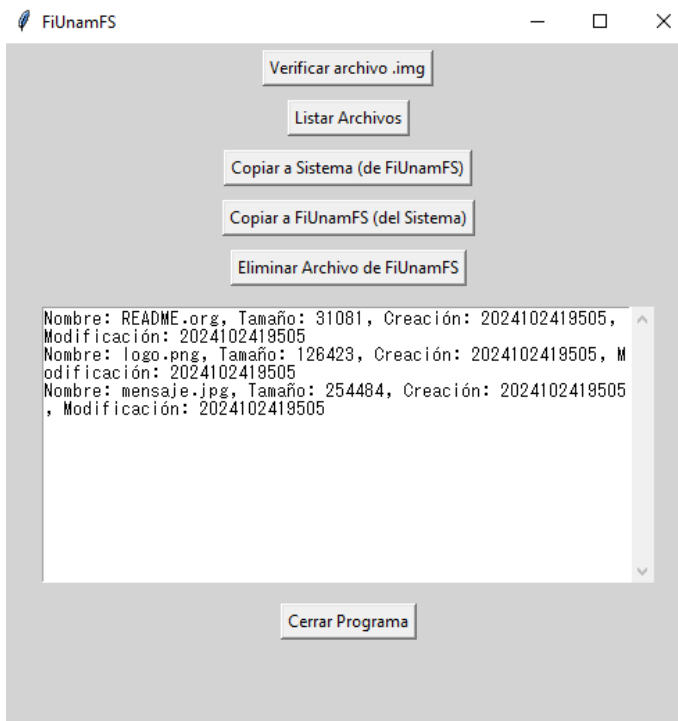 FiUnamFS
Verificar archivo .img
Listar Archivos
Copiar a Sistema (de FiUnamFS)
Copiar a FiUnamFS (del Sistema)
Eliminar Archivo de FiUnamFS
Nombre: README.org, Tamaño: 31081, Creación: 2024102419505,
Modificación: 2024102419505
Nombre: logo.png, Tamaño: 126423, Creación: 2024102419505, M
odificación: 2024102419505
Nombre: mensaje.jpg, Tamaño: 254484, Creación: 2024102419505
, Modificación: 2024102419505
Cerrar Programa